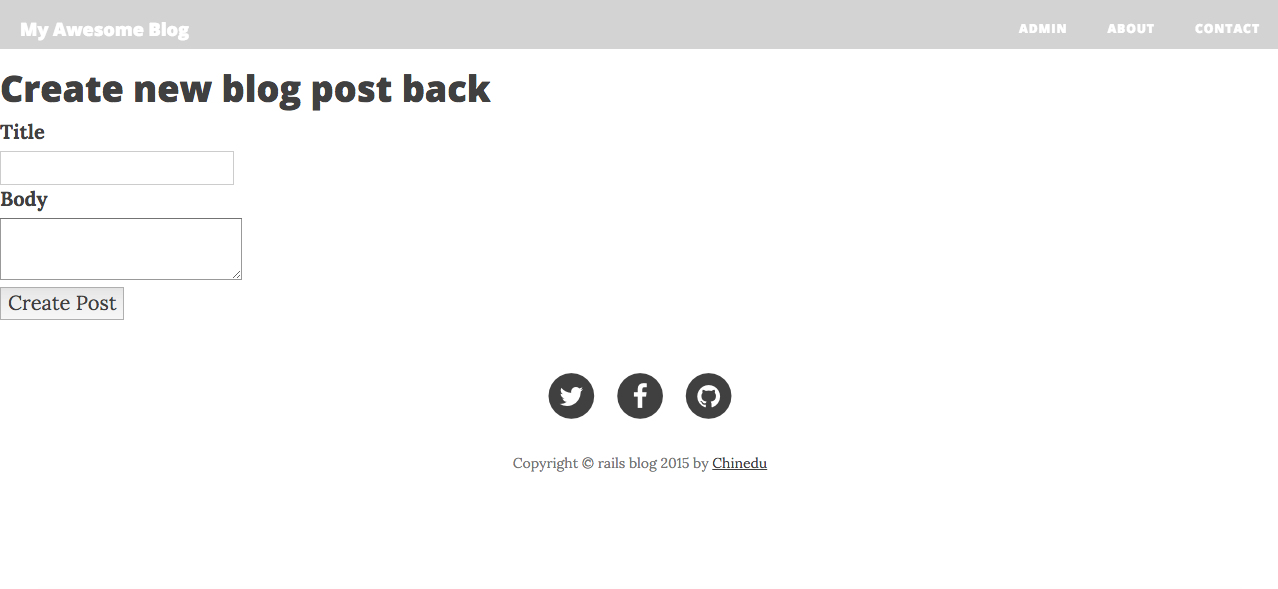 My Awesome Blog ADMIN ABOUT CONTACT
Create new blog post back
Title
Body
Create Post
Copyright © rails blog 2015 by Chinedu